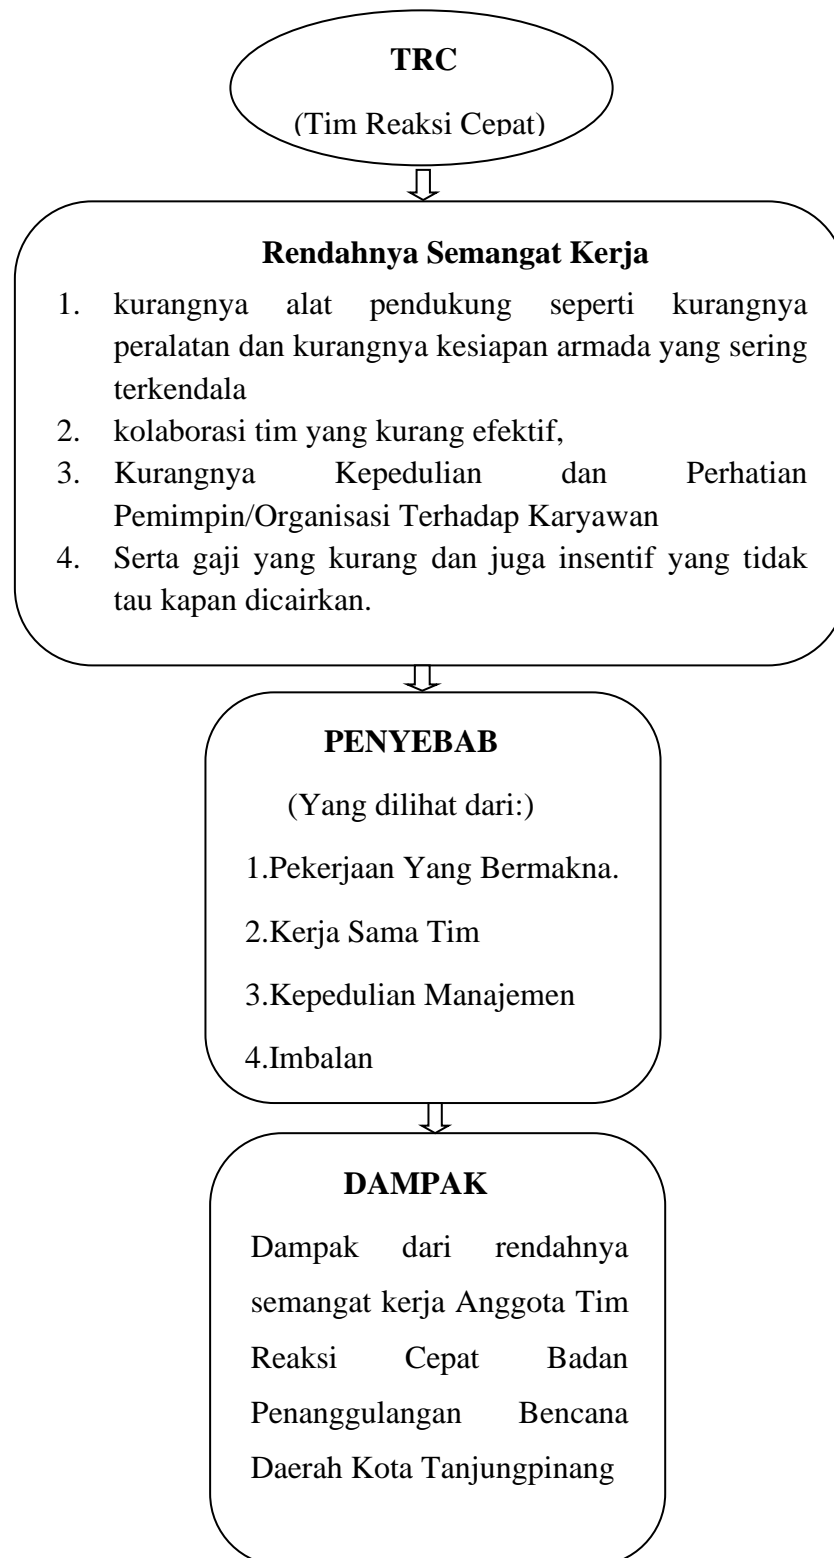 TRC
(Tim Reaksi Cepat)
Rendahnya Semangat Kerja
1. kurangnya alat pendukung seperti kurangnya
peralatan dan kurangnya kesiapan armada yang sering
terkendala
2. kolaborasi tim yang kurang efektif,
3. Kurangnya Kepedulian dan Perhatian
Pemimpin/Organisasi Terhadap Karyawan
4. Serta gaji yang kurang dan juga insentif yang tidak
tau kapan dicairkan.
PENYEBAB
(Yang dilihat dari:)
1.Pekerjaan Yang Bermakna.
2.Kerja Sama Tim
3.Kepedulian Manajemen
4.Imbalan
DAMPAK
Dampak dari rendahnya
semangat kerja Anggota Tim
Reaksi Cepat Badan
Penanggulangan Bencana
Daerah Kota Tanjungpinang